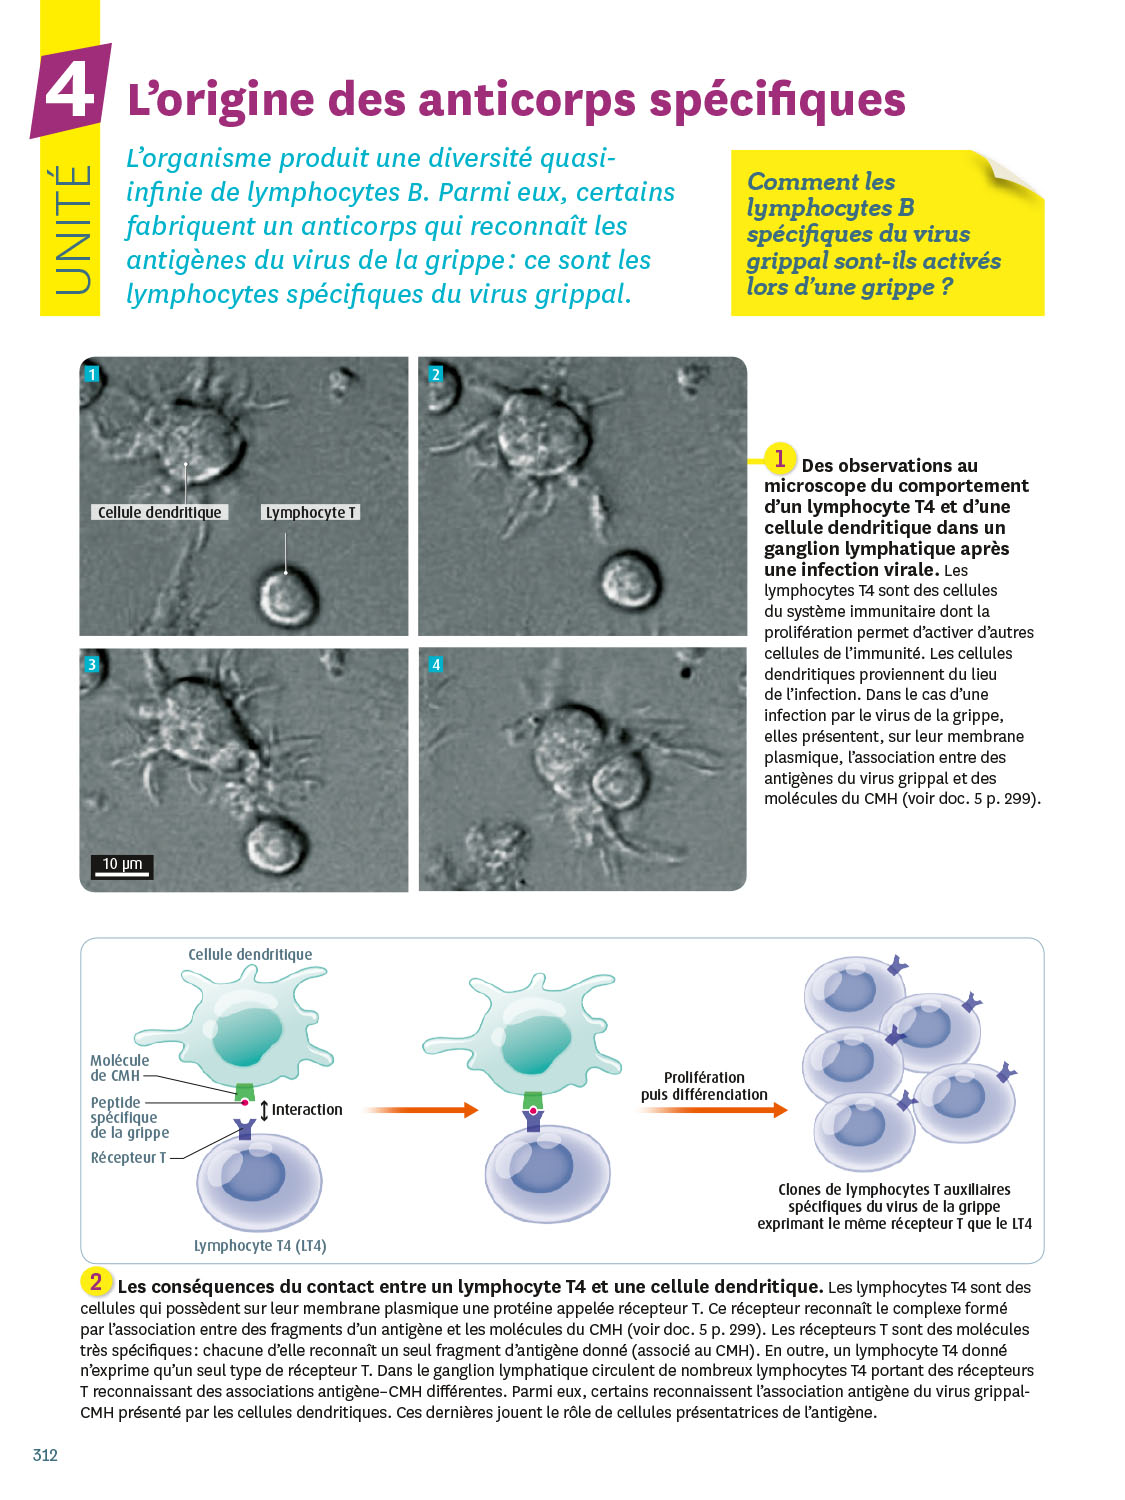 4
UNITÉ
L’origine des anticorps spécifiques
L’organisme produit une diversité quasi-
infinie de lymphocytes B. Parmi eux, certains
fabriquent un anticorps qui reconnaît les
antigènes du virus de la grippe : ce sont les
lymphocytes spécifiques du virus grippal.
Comment les
lymphocytes B
spécifiques du virus
grippal sont-ils activés
lors d’une grippe ?
1
Cellule dendritique
Lymphocyte T
2
3
10 µm
4
1 Des observations au
microscope du comportement
d’un lymphocyte T4 et d’une
cellule dendritique dans un
ganglion lymphatique après
une infection virale. Les
lymphocytes T4 sont des cellules
du système immunitaire dont la
prolifération permet d’activer d’autres
cellules de l’immunité. Les cellules
dendritiques proviennent du lieu
de l’infection. Dans le cas d’une
infection par le virus de la grippe,
elles présentent, sur leur membrane
plasmique, l’association entre des
antigènes du virus grippal et des
molécules du CMH (voir doc. 5 p. 299).
Cellule dendritique
Molécule
de CMH
Peptide
spécifique
de la grippe
Récepteur T
Interaction
Lymphocyte T4 (LT4)
Prolifération
puis différenciation
Clones de lymphocytes T auxiliaires
spécifiques du virus de la grippe
exprimant le même récepteur T que le LT4
2 Les conséquences du contact entre un lymphocyte T4 et une cellule dendritique. Les lymphocytes T4 sont des
cellules qui possèdent sur leur membrane plasmique une protéine appelée récepteur T. Ce récepteur reconnaît le complexe formé
par l’association entre des fragments d’un antigène et les molécules du CMH (voir doc. 5 p. 299). Les récepteurs T sont des molécules
très spécifiques : chacune d’elle reconnaît un seul fragment d’antigène donné (associé au CMH). En outre, un lymphocyte T4 donné
n’exprime qu’un seul type de récepteur T. Dans le ganglion lymphatique circulent de nombreux lymphocytes T4 portant des récepteurs
T reconnaissant des associations antigène–CMH différentes. Parmi eux, certains reconnaissent l’association antigène du virus grippal-
CMH présenté par les cellules dendritiques. Ces dernières jouent le rôle de cellules présentatrices de l’antigène.
312